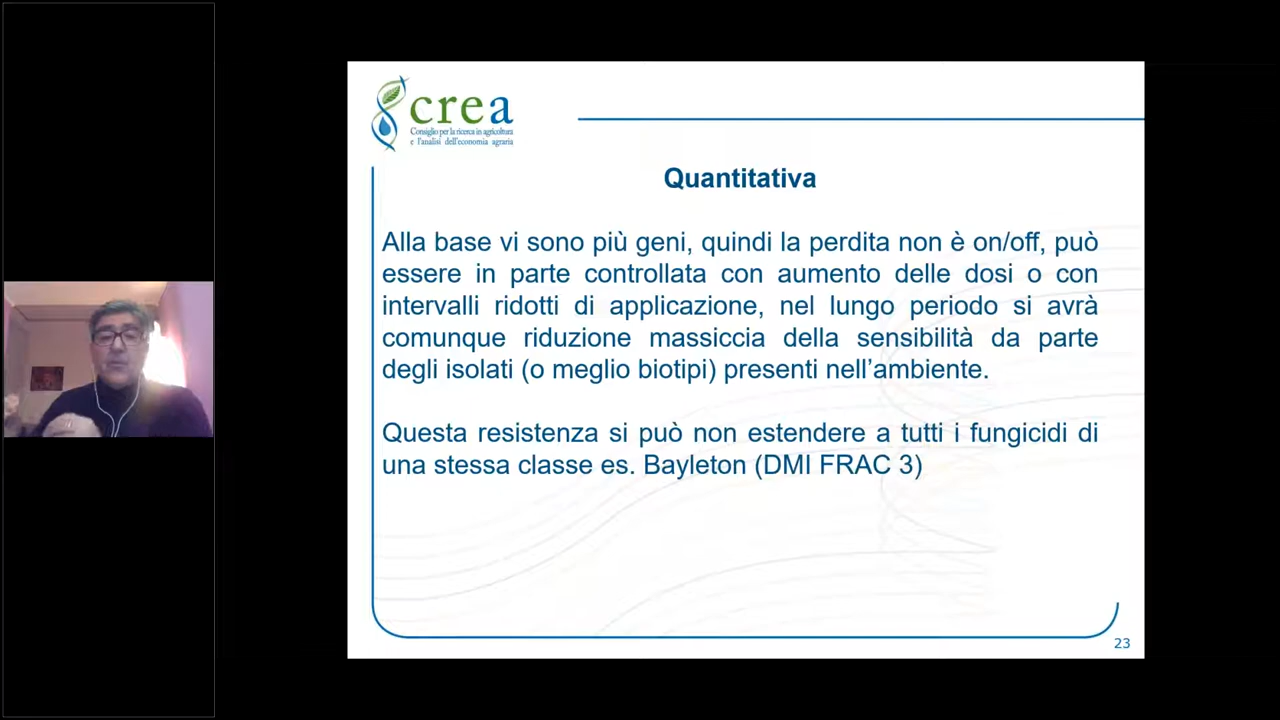 crea
Consiglio per la ricerca in agricoltura
e l'analisi dell'economia agraria
Quantitativa
Alla base vi sono più geni, quindi la perdita non è on/off, può
essere in parte controllata con aumento delle dosi o con
intervalli ridotti di applicazione, nel lungo periodo si avrà
comunque riduzione massiccia della sensibilità da parte
degli isolati (o meglio biotipi) presenti nell'ambiente.
Questa resistenza si può non estendere a tutti i fungicidi di
una stessa classe es. Bayleton (DMI FRAC 3)
23